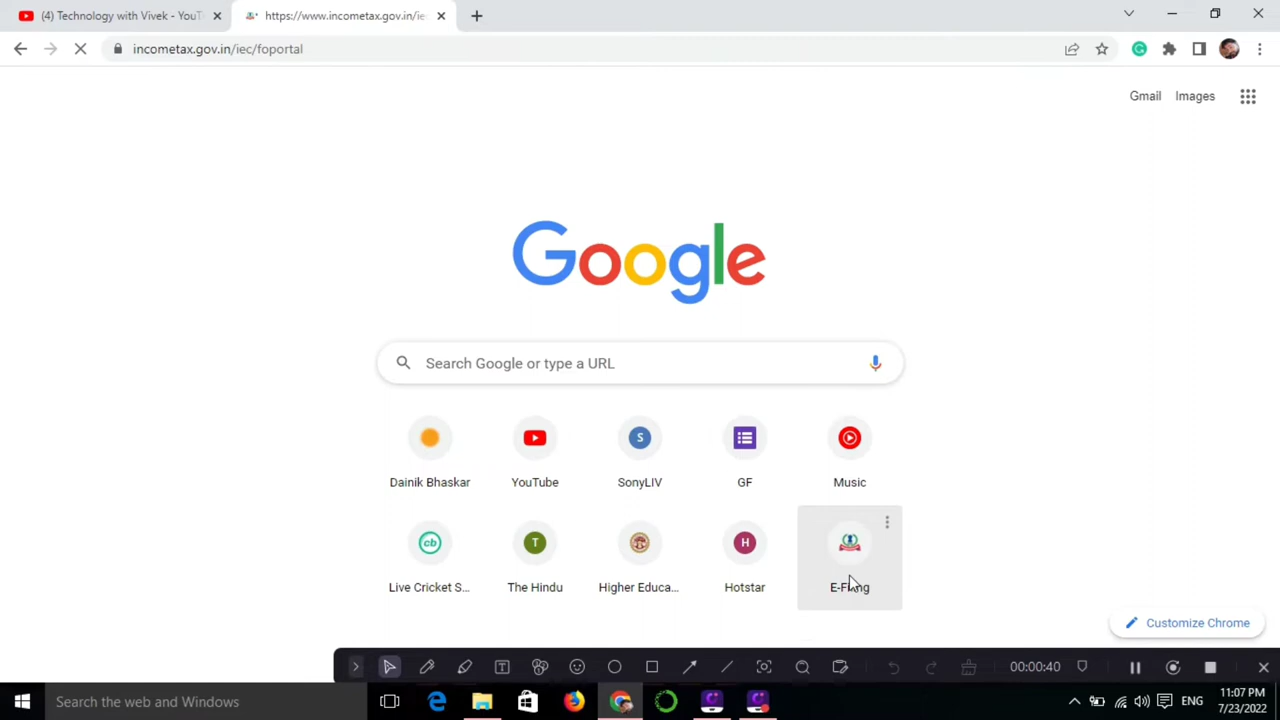 (4) Technology with Vivek - YouT
https://www.incometax.gov.in/ie
incometax.gov.in/iec/foportal
Gmail Images
Google
Search Google or type a URL
S
Dainik Bhaskar YouTube SonyLIV GF Music
cb T H
Live Cricket S... The Hindu Higher Educa... Hotstar E-Filing
Customize Chrome
T 00:00:40
Search the web and Windows
ENG
11:07 PM
7/23/2022